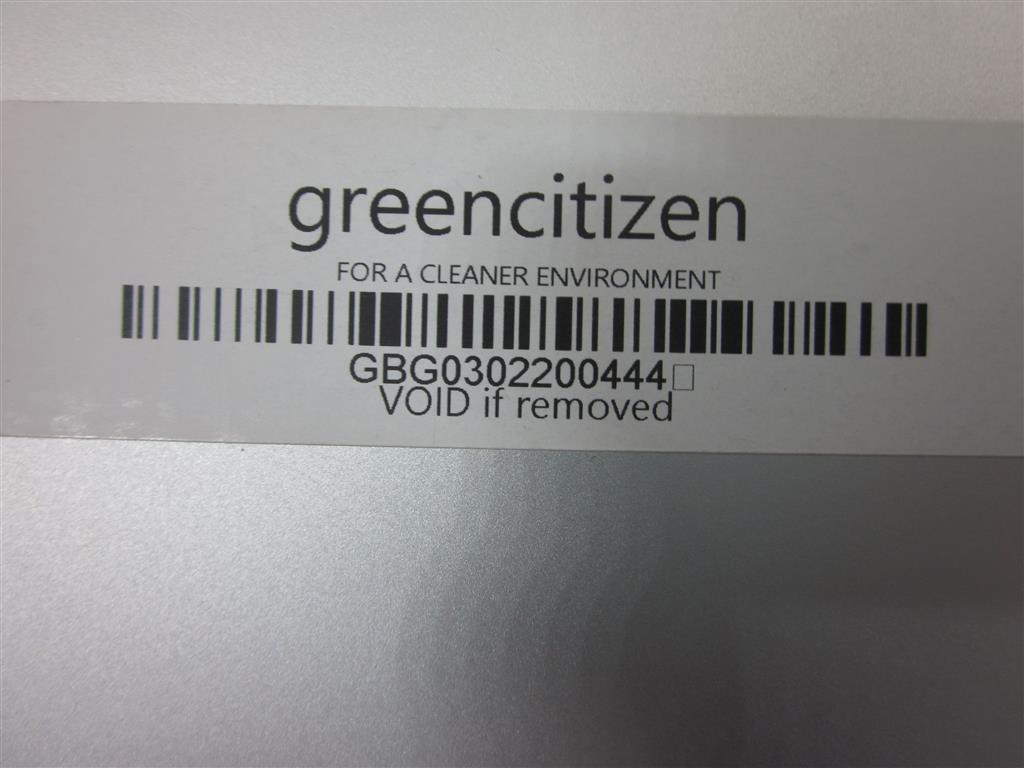 greencitizen
FOR A CLEANER ENVIRONMENT
GBG0302200444□
VOID if removed